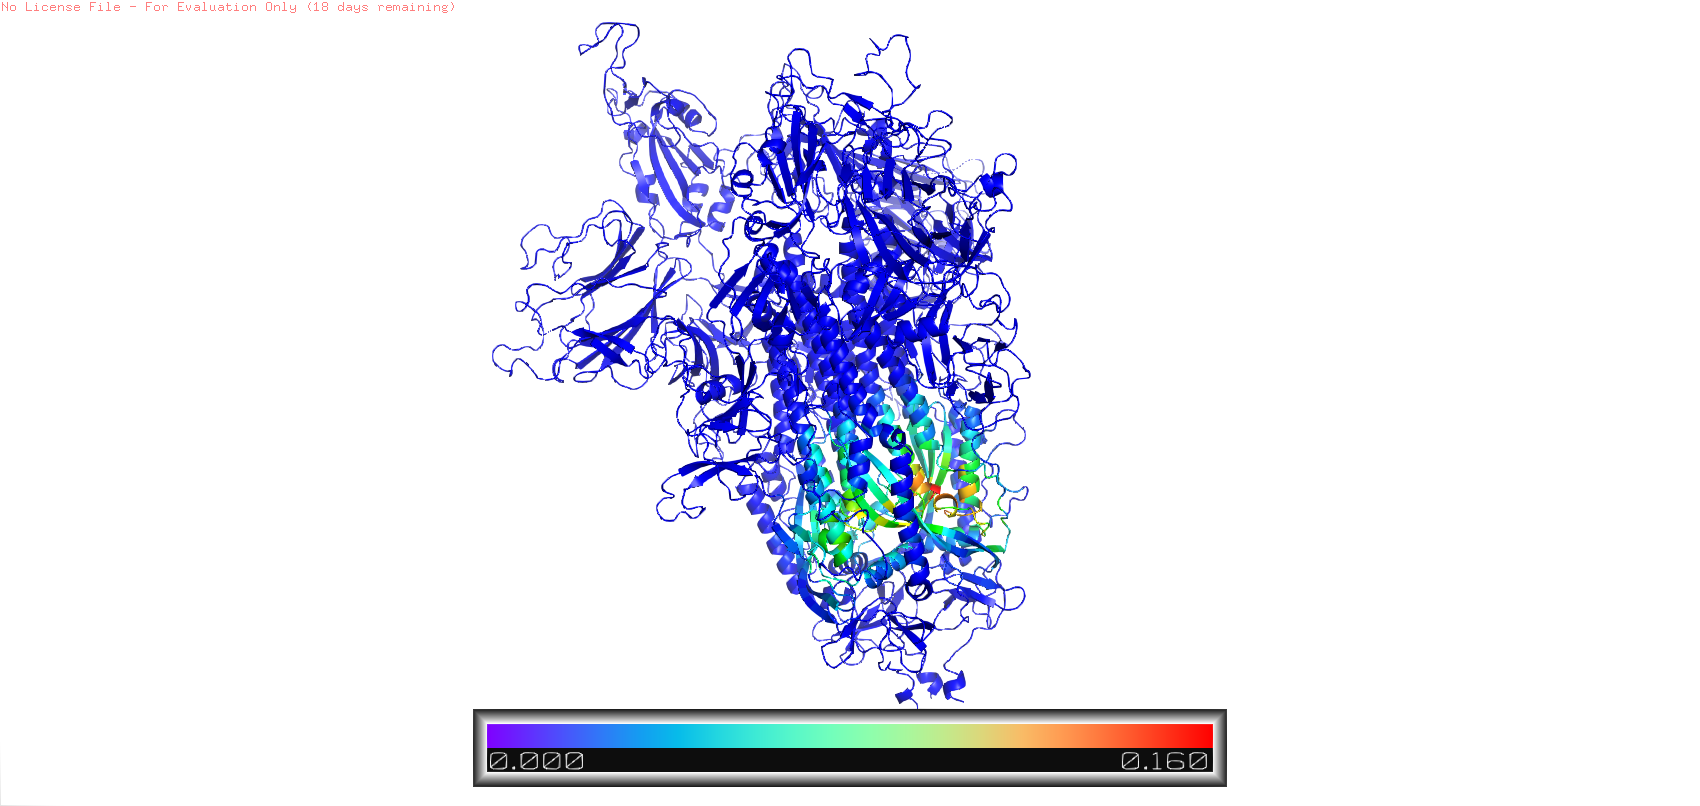 No License File - For Evaluation Only (18 days remaining)
0.000 0.160